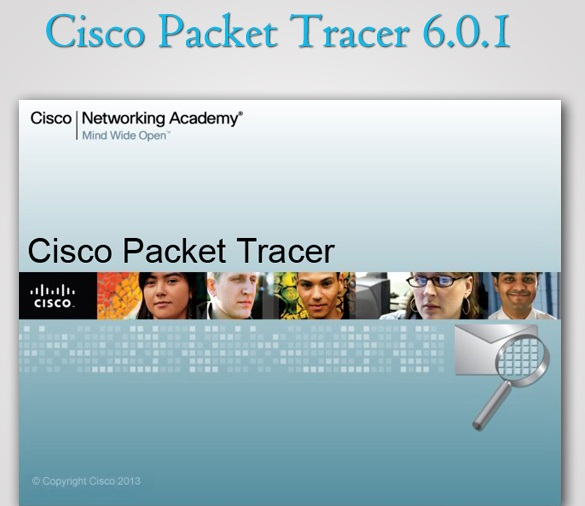 Cisco Packet Tracer 6.0.1
Cisco Networking Academy®
Mind Wide Open™
Cisco Packet Tracer
CISCO
© Copyright Cisco 2013